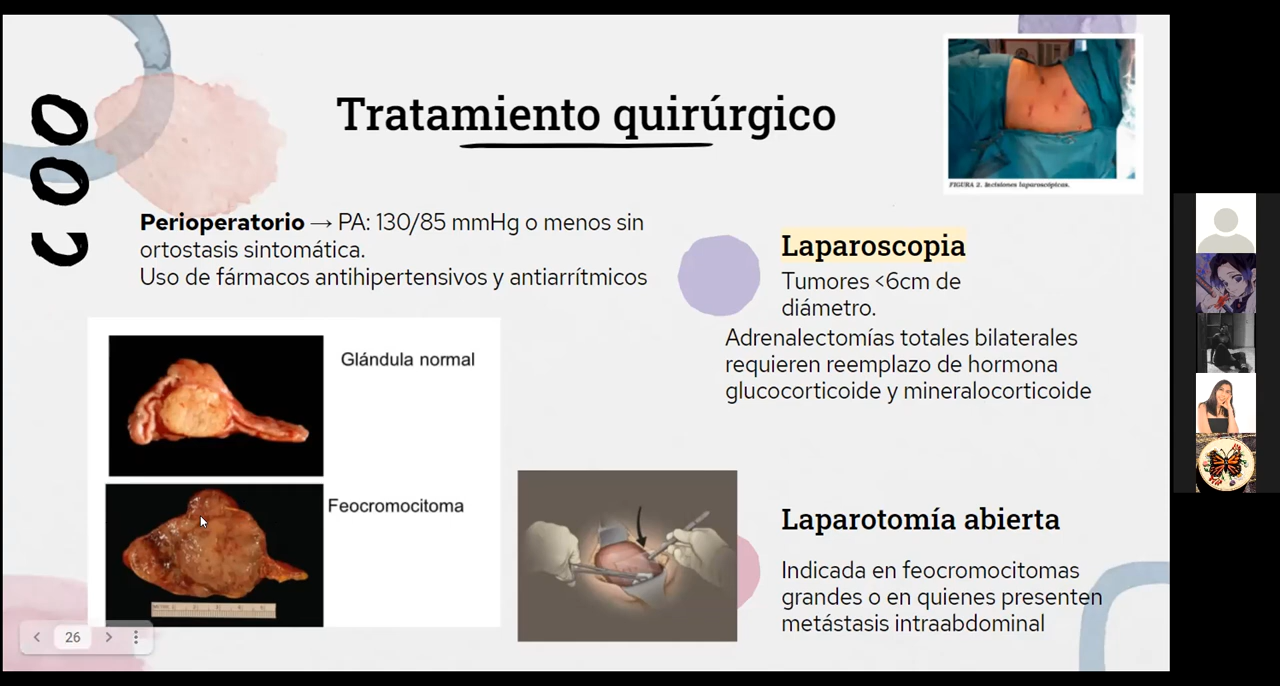 Tratamiento quirúrgico
FIGURA 2. Incisiones laparoscópicas.
Perioperatorio → PA: 130/85 mmHg o menos sin
ortostasis sintomática.
Uso de fármacos antihipertensivos y antiarrítmicos
Laparoscopia
Tumores <6cm de
diámetro.
Adrenalectomías totales bilaterales
requieren reemplazo de hormona
glucocorticoide y mineralocorticoide
Glándula normal
Feocromocitoma
Laparotomía abierta
Indicada en feocromocitomas
grandes o en quienes presenten
metástasis intraabdominal
26